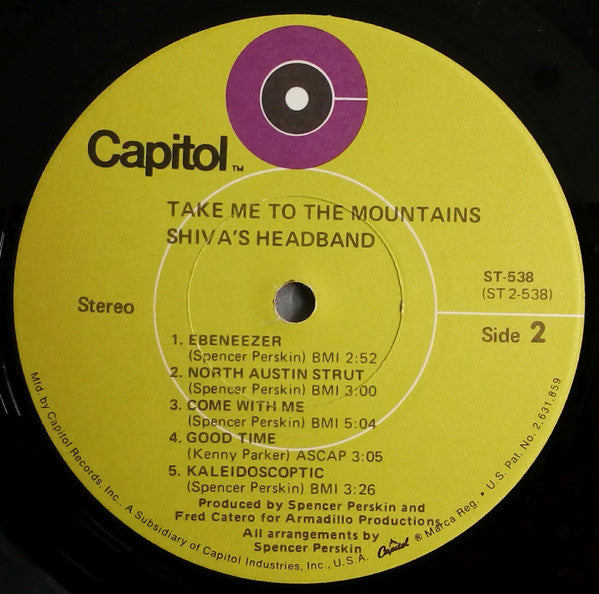 Capitol™
TAKE ME TO THE MOUNTAINS
SHIVA'S HEADBAND
ST-538
(ST 2-538)
Stereo
Side 2
1. EBENEEZER
(Spencer Perskin) BMI 2:52
2. NORTH AUSTIN STRUT
(Spencer Perskin) BMI 3:00
3. COME WITH ME
(Spencer Perskin) BMI 5:04
4. GOOD TIME
(Kenny Parker) ASCAP 3:05
5. KALEIDOSCOPTIC
(Spencer Perskin) BMI 3:26
Produced by Spencer Perskin and
Fred Catero for Armadillo Productions
All arrangements by
Spencer Perskin
Mfd. by Capitol Records, Inc., A Subsidiary of Capitol Industries, Inc., U.S.A. Capitol ® Marca Reg. • U.S. Pat. No. 2,631,859